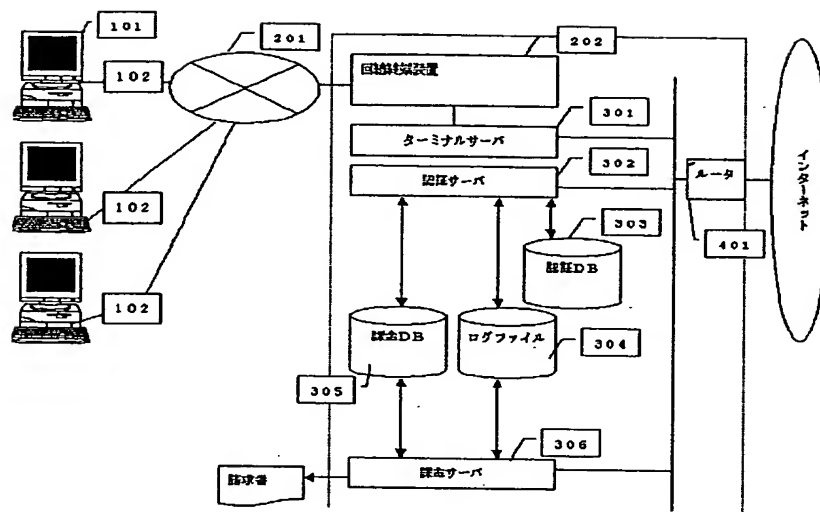 101
201
202
102
回線接続装置
301
ターミナルサーバ
302
認証サーバ
ルータ
インターネット
102
303
401
認証DB
102
課金DB
ログファイル
304
305
306
課金サーバ
請求書